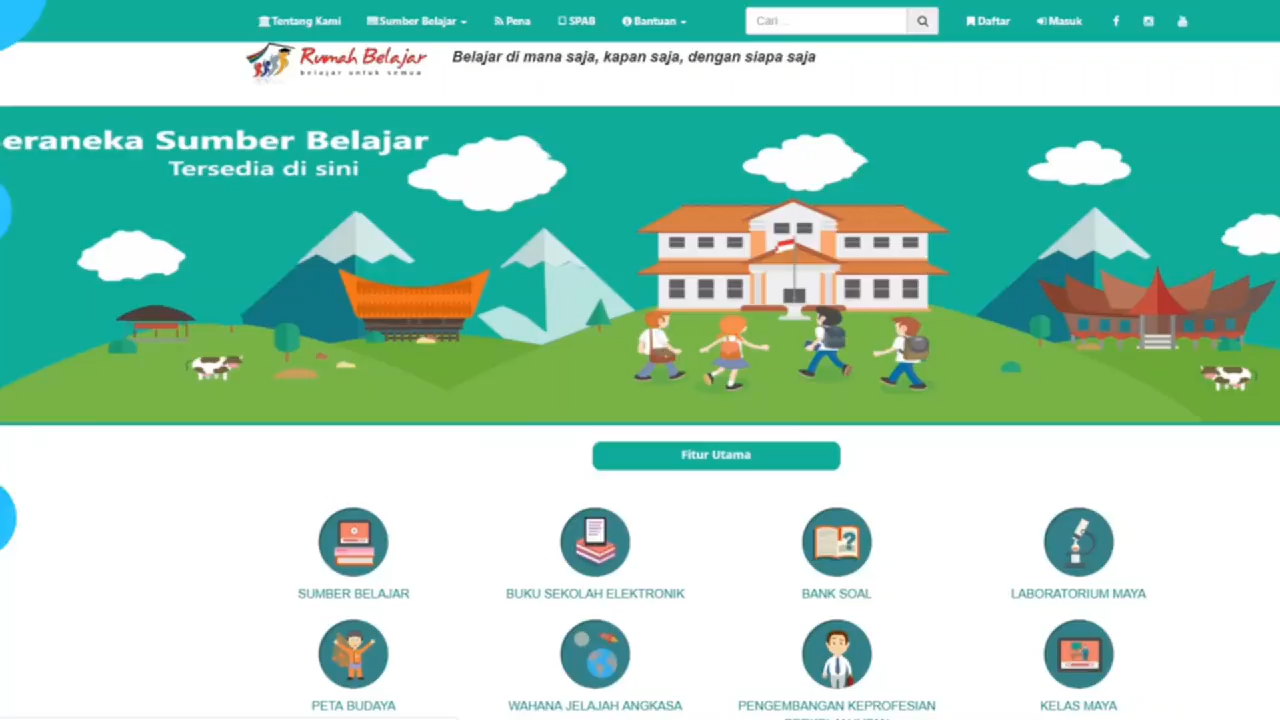 Tentang Kami Sumber Belajar Pena SPAB Bantuan Cari ... Daftar Masuk
Rumah Belajar
belajar untuk semua
Belajar di mana saja, kapan saja, dengan siapa saja
eraneka Sumber Belajar
Tersedia di sini
Fitur Utama
SUMBER BELAJAR BUKU SEKOLAH ELEKTRONIK BANK SOAL LABORATORIUM MAYA
PETA BUDAYA WAHANA JELAJAH ANGKASA PENGEMBANGAN KEPROFESIAN KELAS MAYA